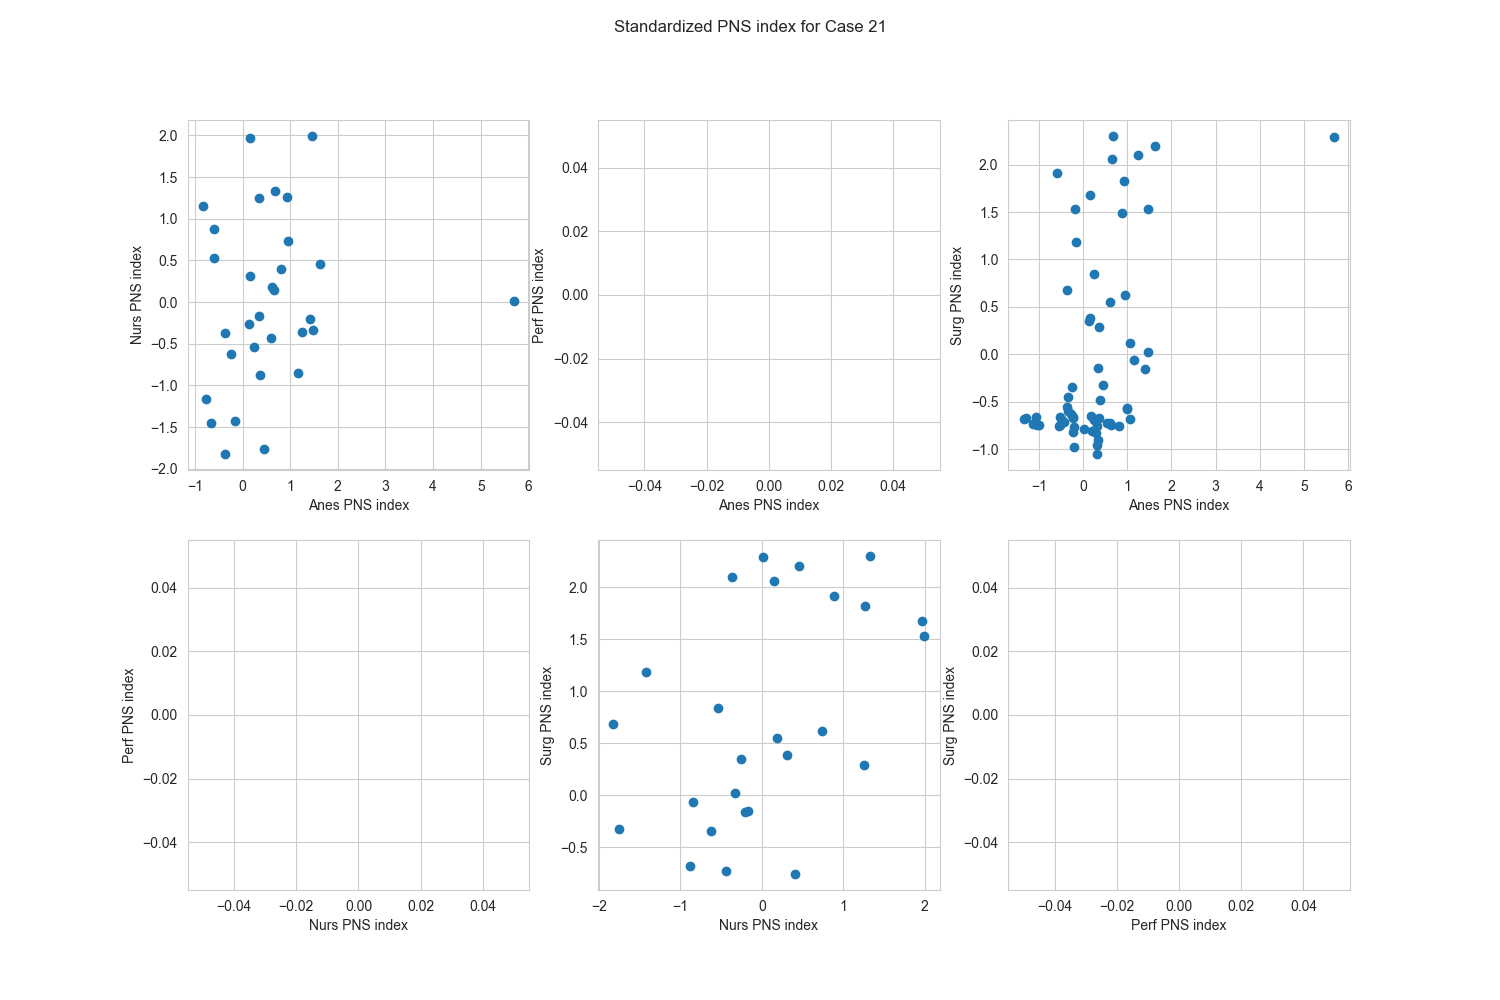 Standardized PNS index for Case 21
2.0
1.5
1.0
0.5
0.0
−0.5
−1.0
−1.5
−2.0
Nurs PNS index
−1 0 1 2 3 4 5 6
Anes PNS index
0.04
0.02
0.00
−0.02
−0.04
Perf PNS index
−0.04 −0.02 0.00 0.02 0.04
Anes PNS index
2.0
1.5
1.0
0.5
0.0
−0.5
−1.0
Surg PNS index
−1 0 1 2 3 4 5 6
Anes PNS index
0.04
0.02
0.00
−0.02
−0.04
Perf PNS index
−0.04 −0.02 0.00 0.02 0.04
Nurs PNS index
2.0
1.5
1.0
0.5
0.0
−0.5
Surg PNS index
−2 −1 0 1 2
Nurs PNS index
0.04
0.02
0.00
−0.02
−0.04
Surg PNS index
−0.04 −0.02 0.00 0.02 0.04
Perf PNS index